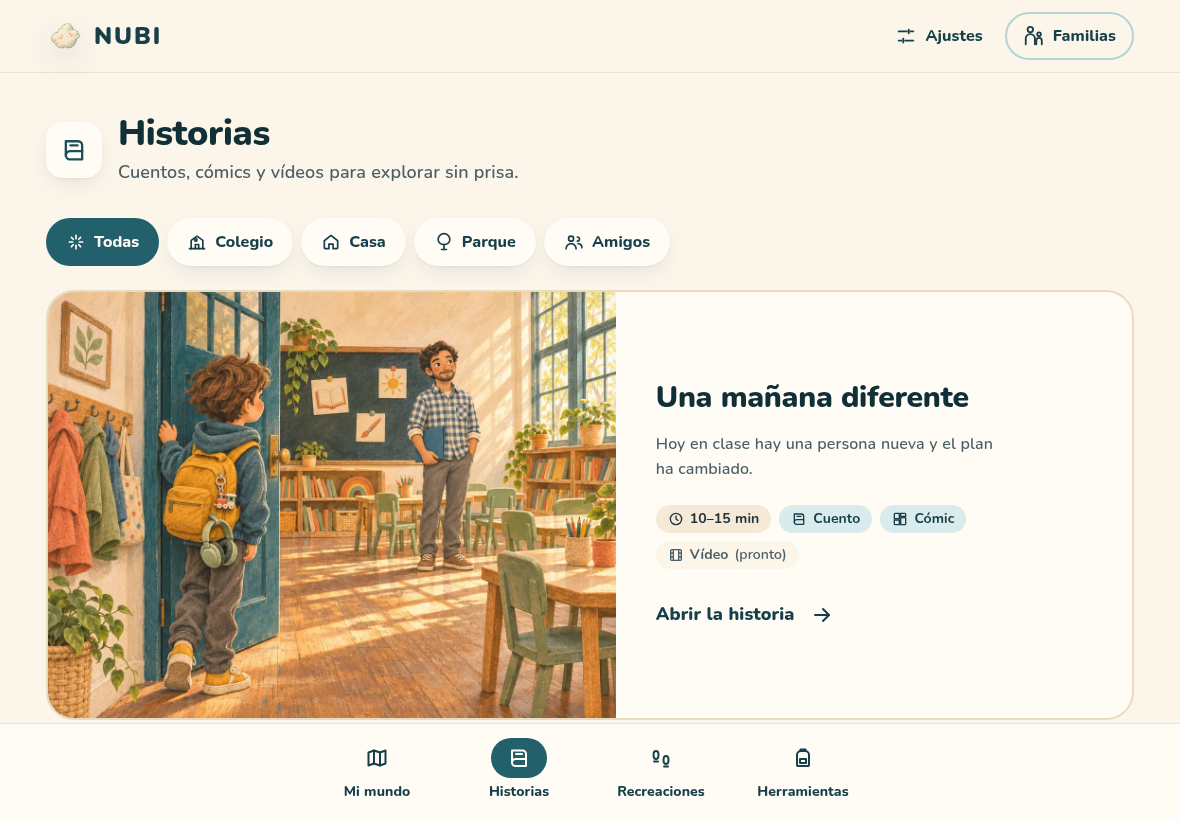 NUBI
Ajustes
Familias
Historias
Cuentos, cómics y vídeos para explorar sin prisa.
Todas
Colegio
Casa
Parque
Amigos
Una mañana diferente
Hoy en clase hay una persona nueva y el plan
ha cambiado.
10–15 min
Cuento
Cómic
Vídeo (pronto)
Abrir la historia
Mi mundo
Historias
Recreaciones
Herramientas